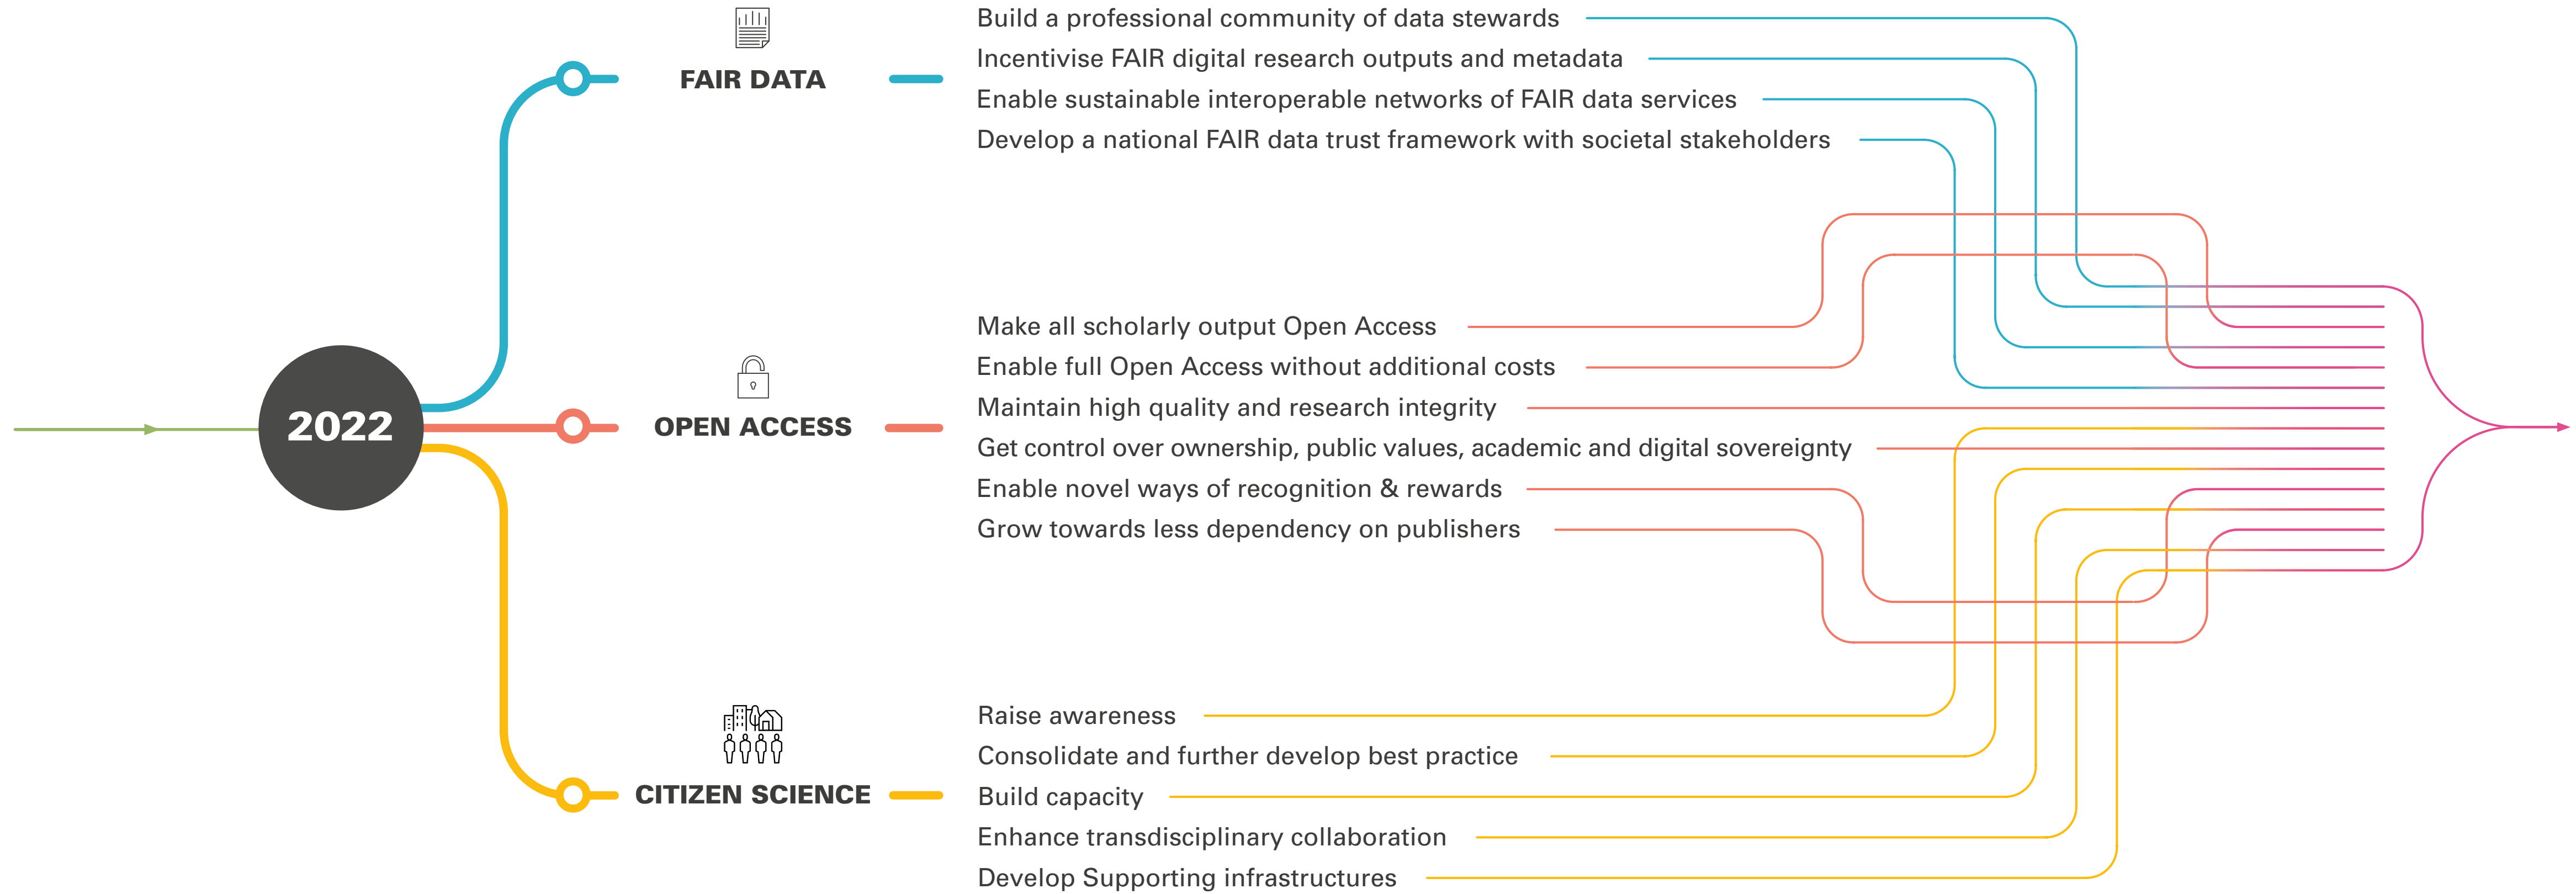 2022
FAIR DATA
Build a professional community of data stewards
Incentivise FAIR digital research outputs and metadata
Enable sustainable interoperable networks of FAIR data services
Develop a national FAIR data trust framework with societal stakeholders
OPEN ACCESS
Make all scholarly output Open Access
Enable full Open Access without additional costs
Maintain high quality and research integrity
Get control over ownership, public values, academic and digital sovereignty
Enable novel ways of recognition & rewards
Grow towards less dependency on publishers
CITIZEN SCIENCE
Raise awareness
Consolidate and further develop best practice
Build capacity
Enhance transdisciplinary collaboration
Develop Supporting infrastructures